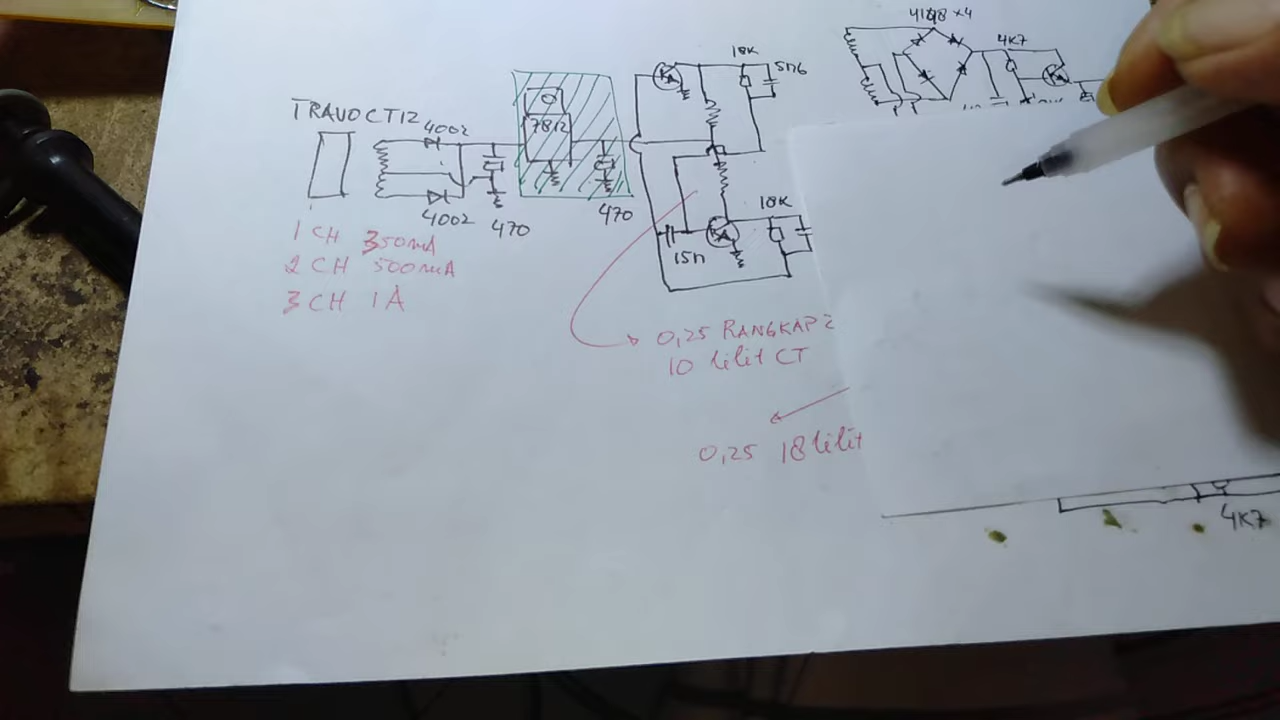 4148 x4
4K7
18K
5n6
TRAVO CT12
4002
7812
4002
470
470
18K
15n
1 CH 350mA
2 CH 500mA
3 CH 1A
0,25 RANGKAP 2
10 lilit CT
0,25 18 lilit
4K7